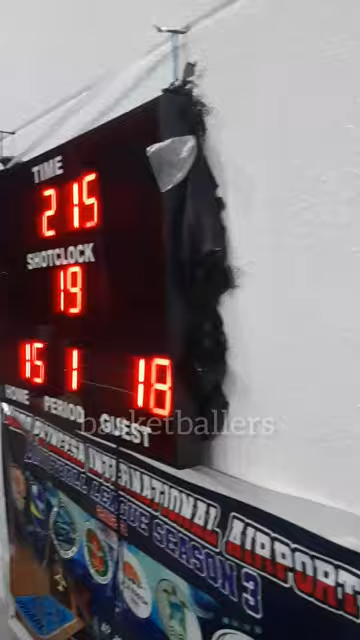 TIME
2 15
SHOTCLOCK
19
15 1 18
HOME PERIOD GUEST
basketballers
INTERNATIONAL AIRPORT
LEAGUE SEASON 3